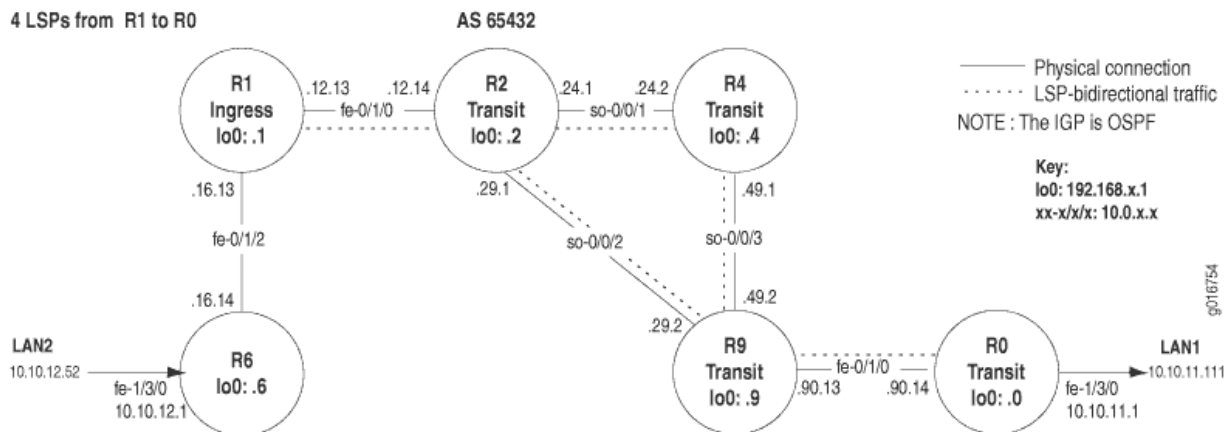 4 LSPs from R1 to R0
AS 65432
R1
Ingress
lo0: .1
.12.13
fe-0/1/0
.12.14
R2
Transit
lo0: .2
.24.1
so-0/0/1
.24.2
R4
Transit
lo0: .4
Physical connection
LSP-bidirectional traffic
NOTE : The IGP is OSPF
Key:
lo0: 192.168.x.1
xx-x/x/x: 10.0.x.x
.16.13
fe-0/1/2
.16.14
.29.1
so-0/0/2
.29.2
.49.1
so-0/0/3
.49.2
LAN2
10.10.12.52
fe-1/3/0
10.10.12.1
R6
lo0: .6
R9
Transit
lo0: .9
.90.13
fe-0/1/0
.90.14
R0
Transit
lo0: .0
fe-1/3/0
10.10.11.1
LAN1
10.10.11.111
g016754